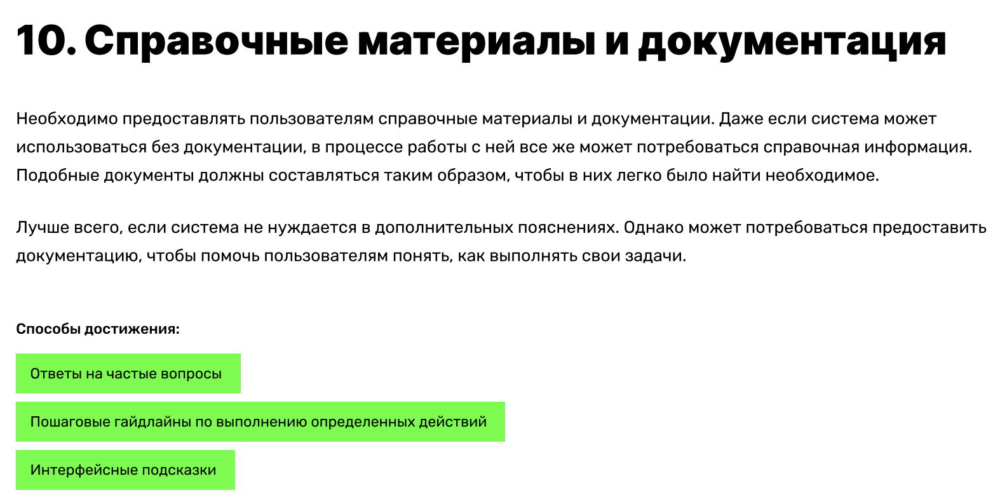 10. Справочные материалы и документация
Необходимо предоставлять пользователям справочные материалы и документации. Даже если система может
использоваться без документации, в процессе работы с ней все же может потребоваться справочная информация.
Подобные документы должны составляться таким образом, чтобы в них легко было найти необходимое.
Лучше всего, если система не нуждается в дополнительных пояснениях. Однако может потребоваться предоставить
документацию, чтобы помочь пользователям понять, как выполнять свои задачи.
Способы достижения:
Ответы на частые вопросы
Пошаговые гайдлайны по выполнению определенных действий
Интерфейсные подсказки